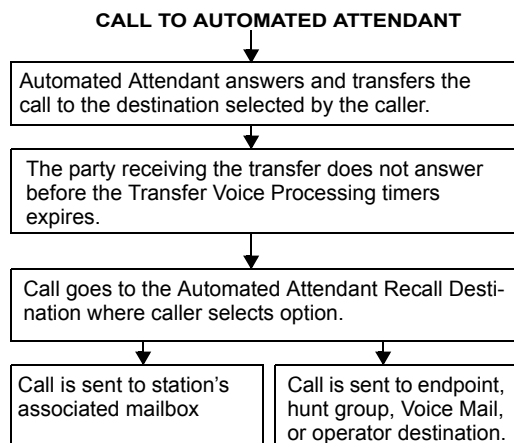 CALL TO AUTOMATED ATTENDANT
Automated Attendant answers and transfers the
call to the destination selected by the caller.
The party receiving the transfer does not answer
before the Transfer Voice Processing timers
expires.
Call goes to the Automated Attendant Recall Desti-
nation where caller selects option.
Call is sent to station's
associated mailbox
Call is sent to endpoint,
hunt group, Voice Mail,
or operator destination.